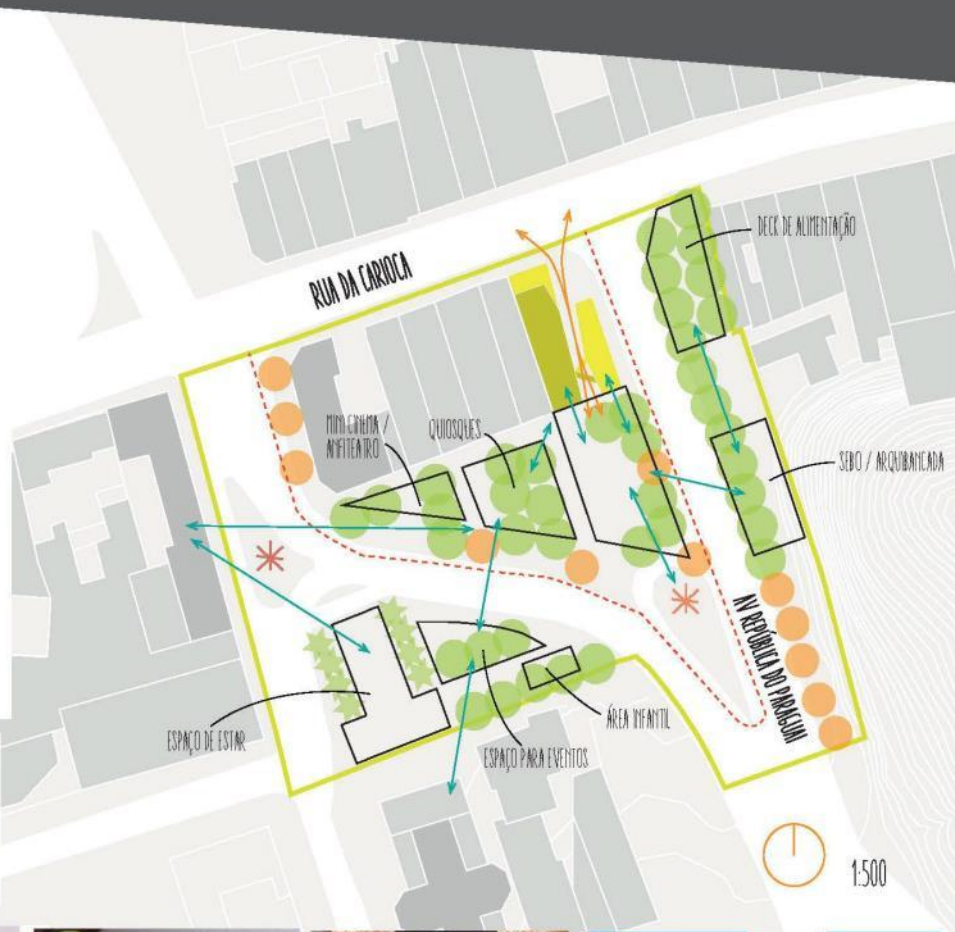 DECK DE ALIMENTAÇÃO
RUA DA CARIOCA
MINI CINEMA /
ANFITEATRO
QUIOSQUES
SEBO / ARQUIBANCADA
AV REPÚBLICA DO PARAGUAI
ÁREA INFANTIL
ESPAÇO DE ESTAR
ESPAÇO PARA EVENTOS
1:500